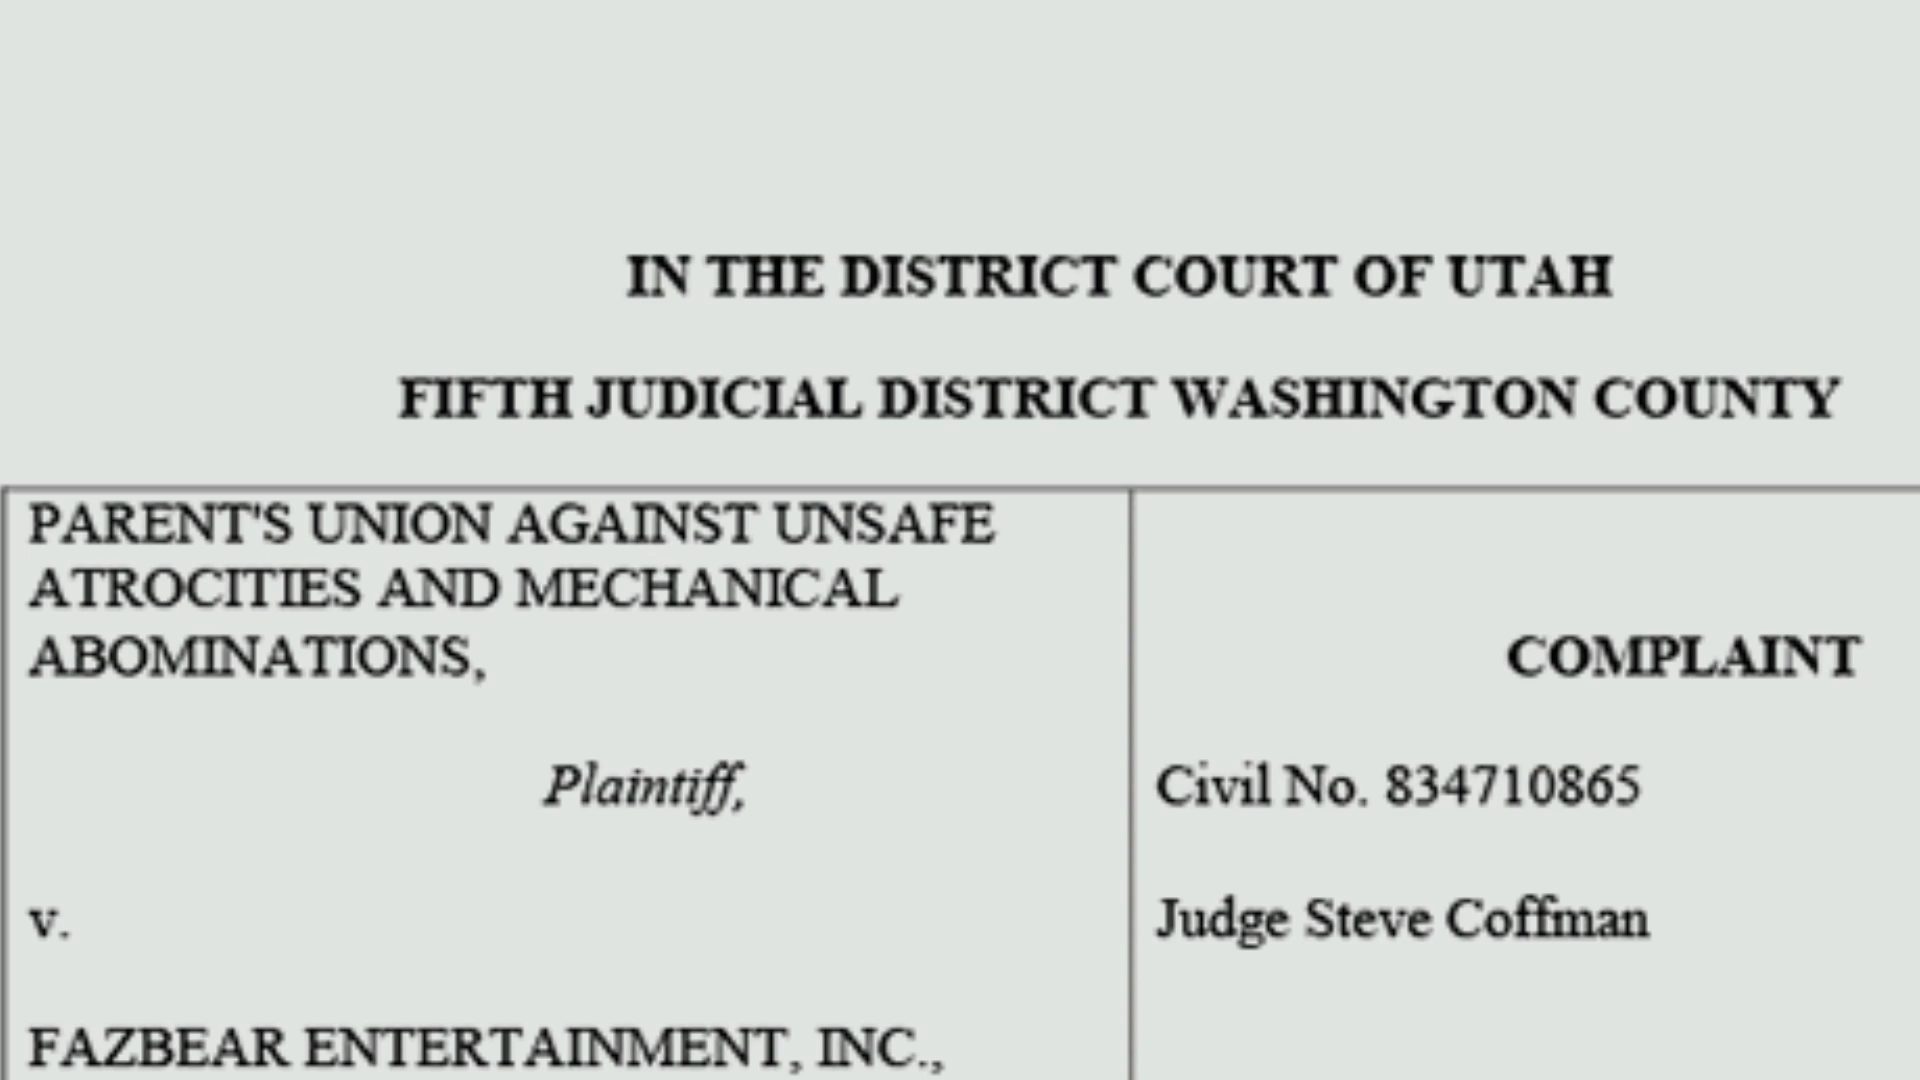 IN THE DISTRICT COURT OF UTAH
FIFTH JUDICIAL DISTRICT WASHINGTON COUNTY
PARENT'S UNION AGAINST UNSAFE
ATROCITIES AND MECHANICAL
ABOMINATIONS,
Plaintiff,
v.
FAZBEAR ENTERTAINMENT, INC.,
COMPLAINT
Civil No. 834710865
Judge Steve Coffman